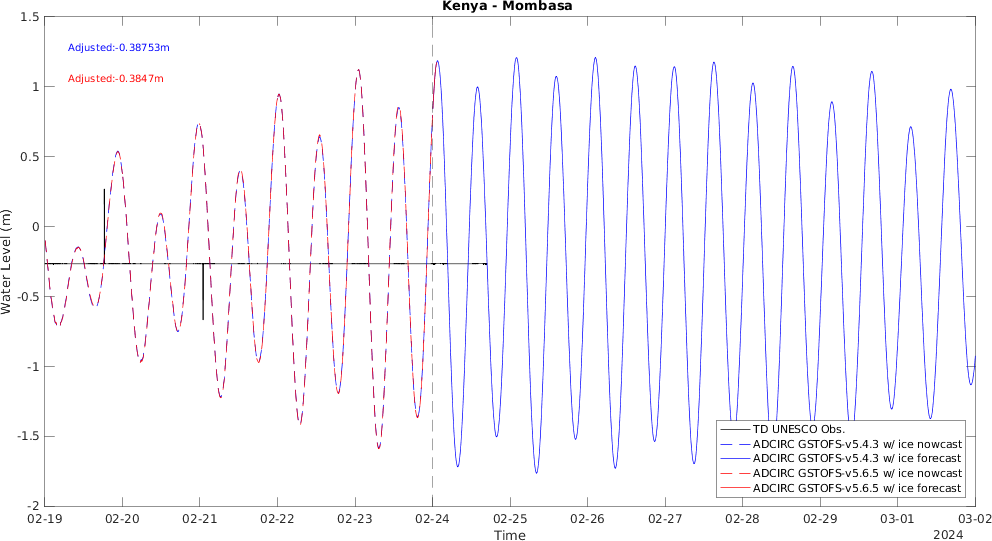 Kenya - Mombasa
1.5
1
0.5
0
-0.5
-1
-1.5
-2
Water Level (m)
Adjusted:-0.38753m
Adjusted:-0.3847m
TD UNESCO Obs.
ADCIRC GSTOFS-v5.4.3 w/ ice nowcast
ADCIRC GSTOFS-v5.4.3 w/ ice forecast
ADCIRC GSTOFS-v5.6.5 w/ ice nowcast
ADCIRC GSTOFS-v5.6.5 w/ ice forecast
02-19 02-20 02-21 02-22 02-23 02-24 02-25 02-26 02-27 02-28 02-29 03-01 03-02
Time
2024